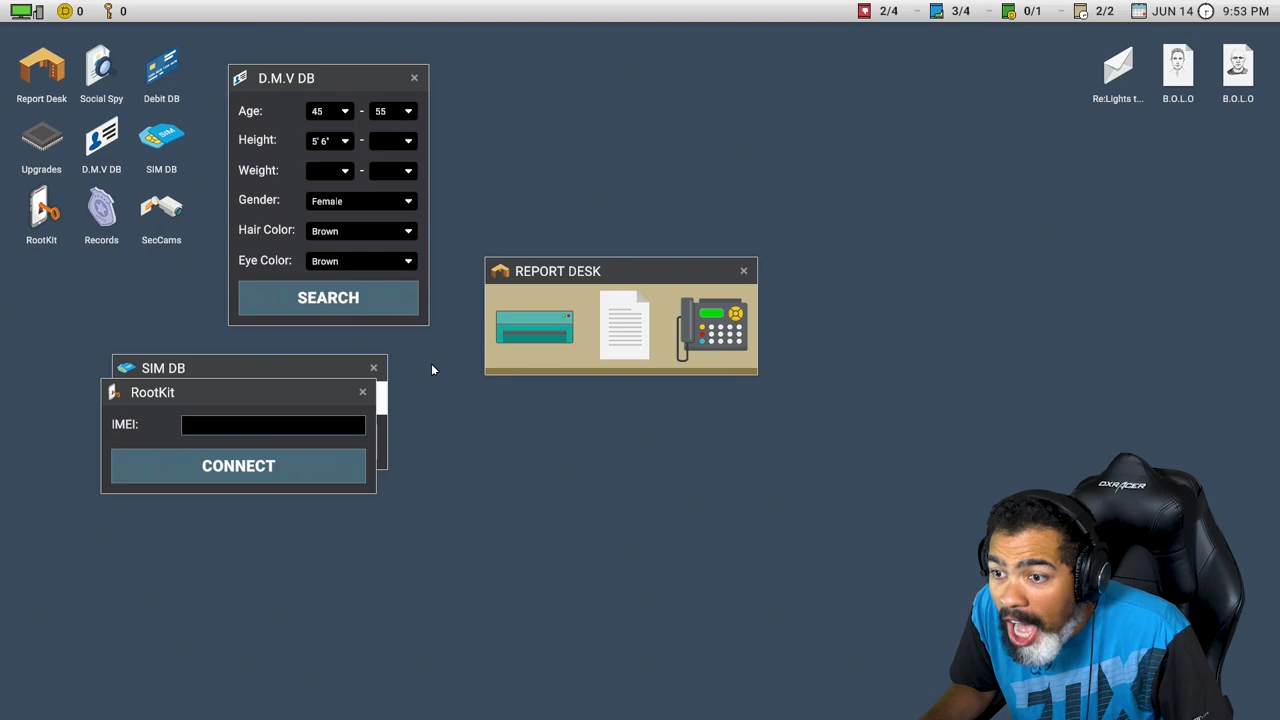 0
0
2/4
3/4
0/1
2/2
JUN 14
9:53 PM
Report Desk
Social Spy
Debit DB
Upgrades
D.M.V DB
SIM DB
SIM
RootKit
Records
SecCams
Re:Lights t...
B.O.L.O
B.O.L.O
D.M.V DB
Age: 45 - 55
Height: 5' 6" -
Weight: -
Gender: Female
Hair Color: Brown
Eye Color: Brown
SEARCH
REPORT DESK
SIM DB
RootKit
IMEI:
CONNECT
DXRACER
FOX